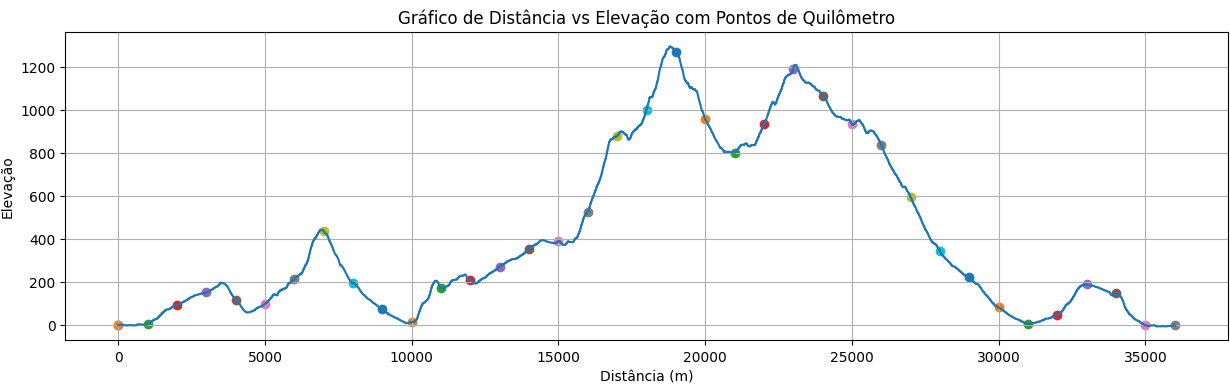 Gráfico de Distância vs Elevação com Pontos de Quilômetro
Elevação
1200
1000
800
600
400
200
0
0 5000 10000 15000 20000 25000 30000 35000
Distância (m)